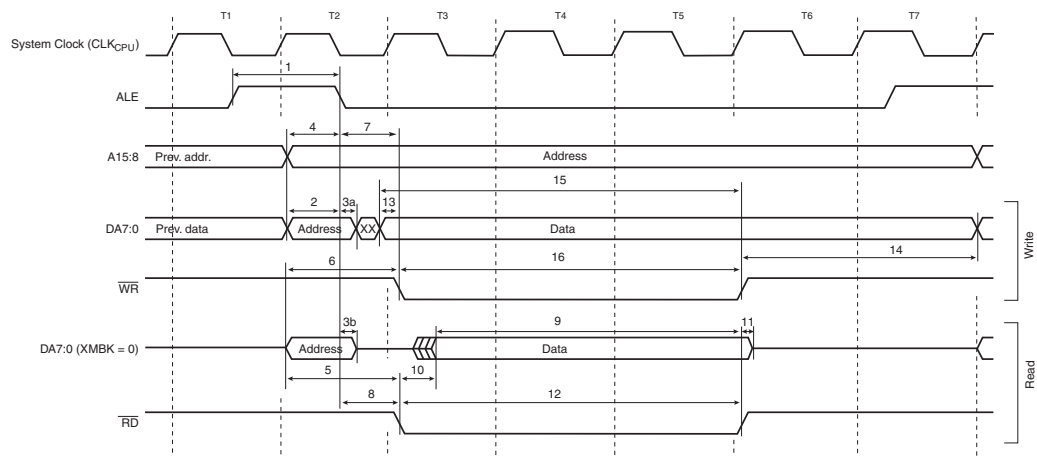 T1 T2 T3 T4 T5 T6 T7
System Clock (CLKCPU)
1
ALE
4 7
A15:8 Prev. addr. Address
15
2 3a 13
DA7:0 Prev. data Address XX Data
6 16 14
WR
Write
3b 9 11
DA7:0 (XMBK = 0) Address Data
5 10
8 12
RD
Read